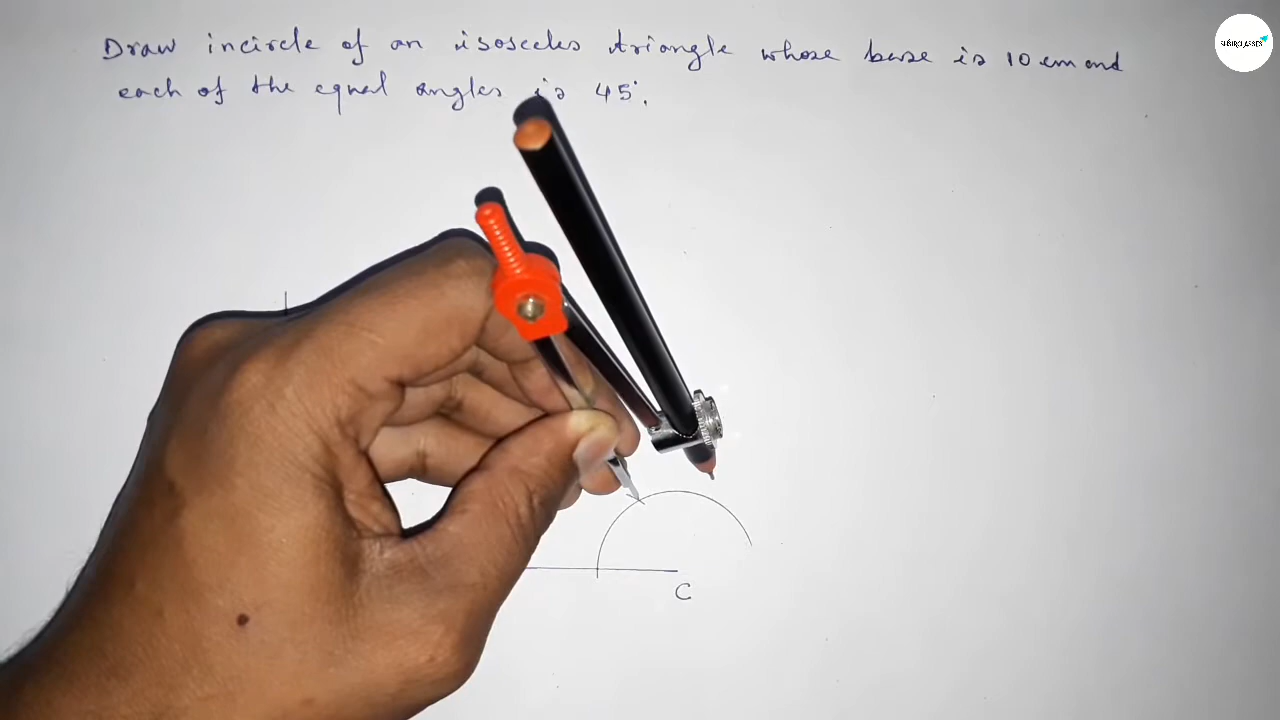 Draw incircle of an isosceles triangle whose base is 10 cm and
each of the equal angles is 45°.
C